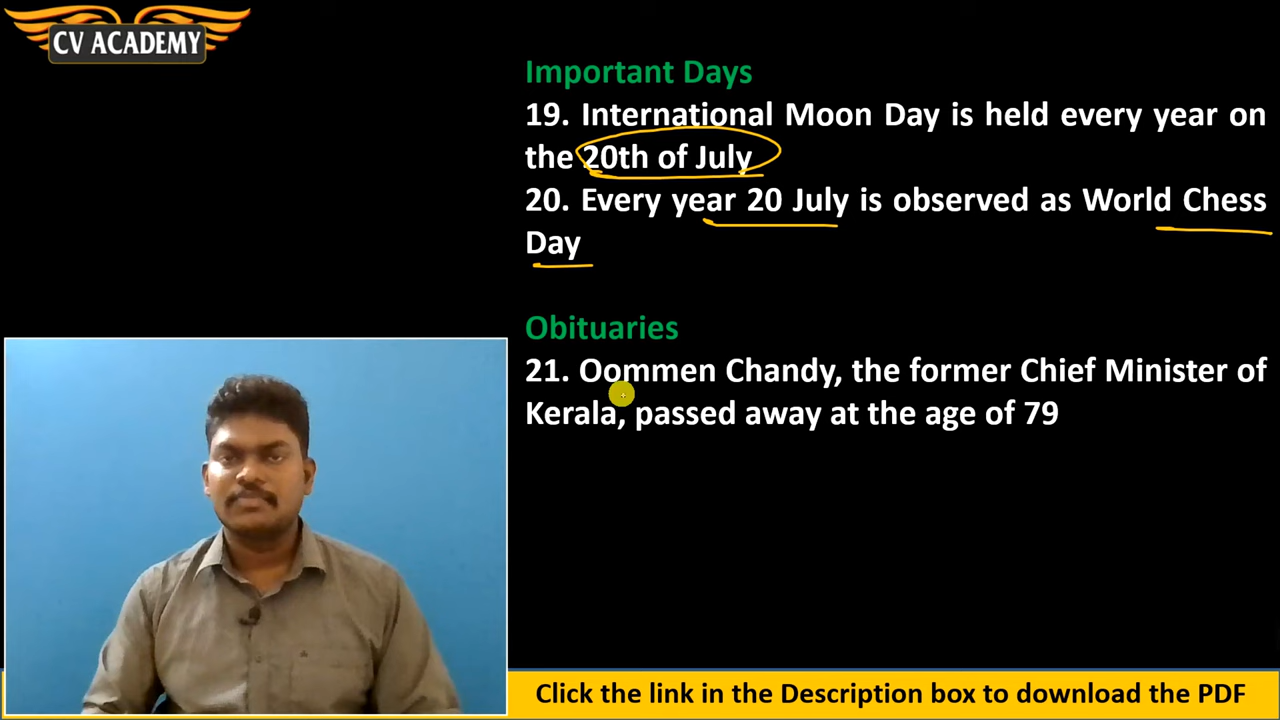 CV ACADEMY
Important Days
19. International Moon Day is held every year on
the 20th of July
20. Every year 20 July is observed as World Chess
Day
Obituaries
21. Oommen Chandy, the former Chief Minister of
Kerala, passed away at the age of 79
Click the link in the Description box to download the PDF